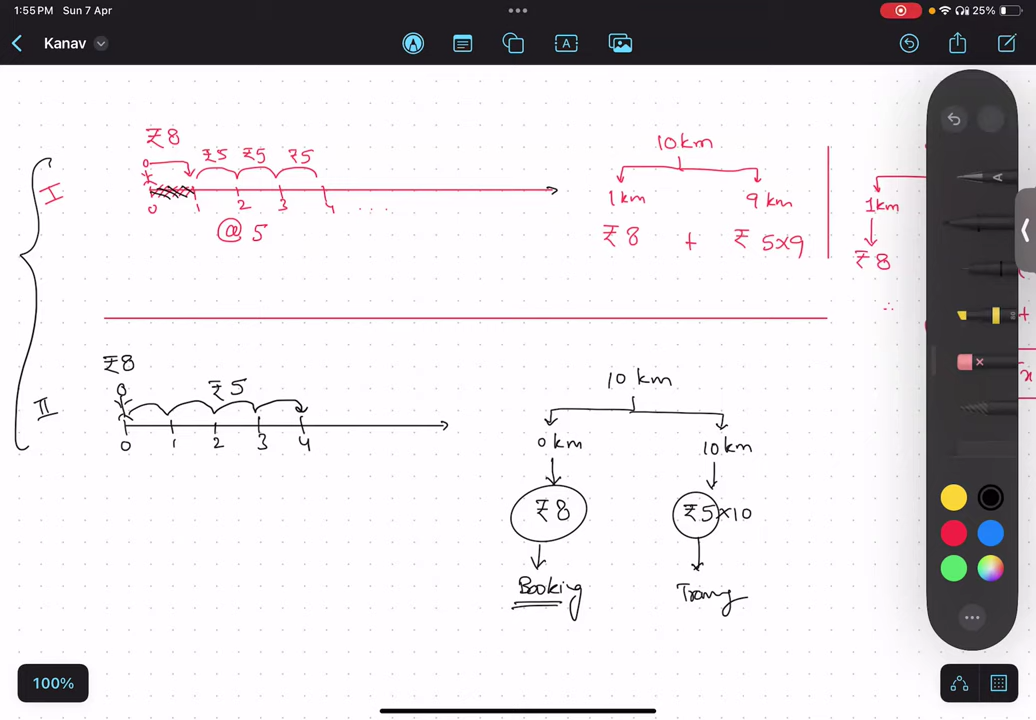 1:55 PM Sun 7 Apr
25%
Kanav
A
I
₹8
₹5 ₹5 ₹5
0 1 2 3 4 ....
@ 5
10km
1km 9 km
₹8 + ₹ 5x9
1km
₹8
∴
+
x
II
₹8
₹5
0 1 2 3 4
10 km
0 km 10 km
₹8 ₹5x10
Booking
100%